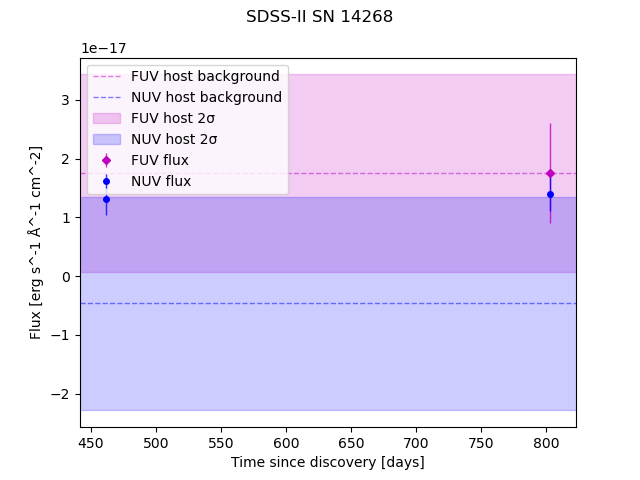 SDSS-II SN 14268
1e−17
FUV host background
NUV host background
FUV host 2σ
NUV host 2σ
FUV flux
NUV flux
3
2
1
0
−1
−2
Flux [erg s^-1 Å^-1 cm^-2]
450 500 550 600 650 700 750 800
Time since discovery [days]